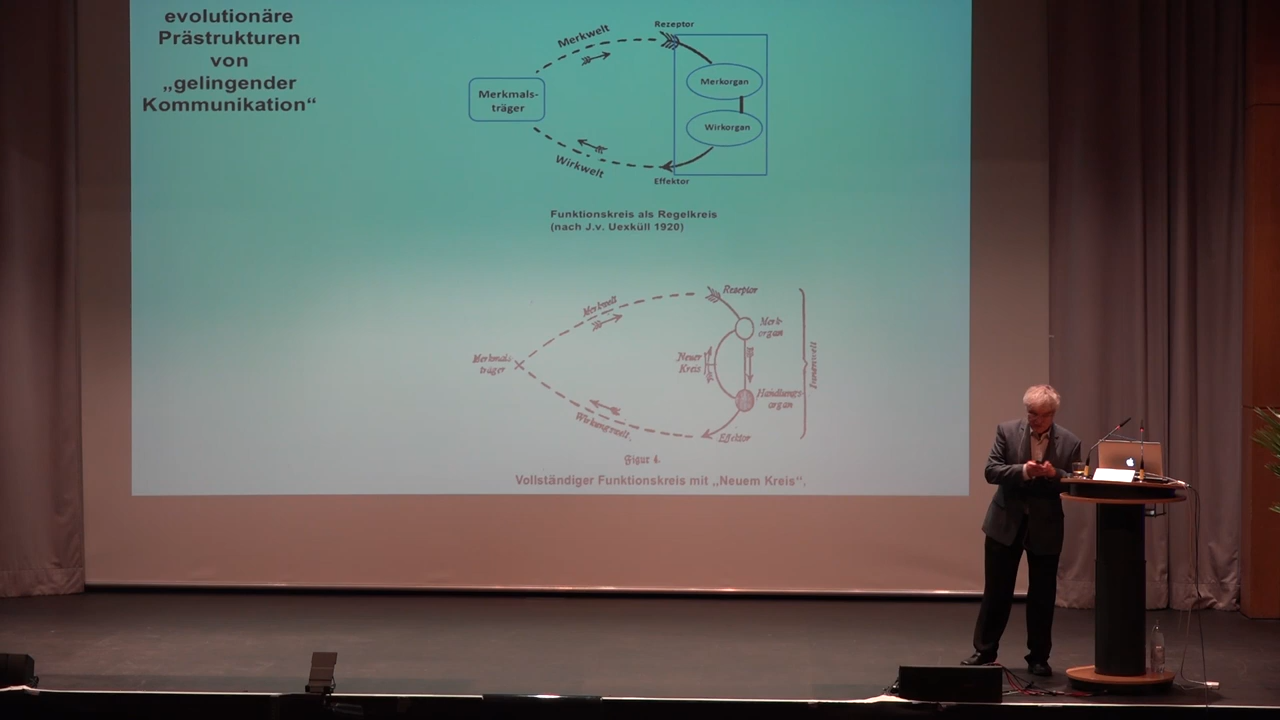 evolutionäre
Prästrukturen
von
„gelingender
Kommunikation“
Rezeptor
Merkwelt
Merkmals-
träger
Merkorgan
Wirkorgan
Wirkwelt
Effektor
Funktionskreis als Regelkreis
(nach J.v. Uexküll 1920)
Rezeptor
Merkwelt
Merk-
organ
Merkmals
träger
Neuer
Kreis
Innenwelt
Handlungs-
organ
Wirkungswelt.
Effektor
Figur 4.
Vollständiger Funktionskreis mit „Neuem Kreis“,